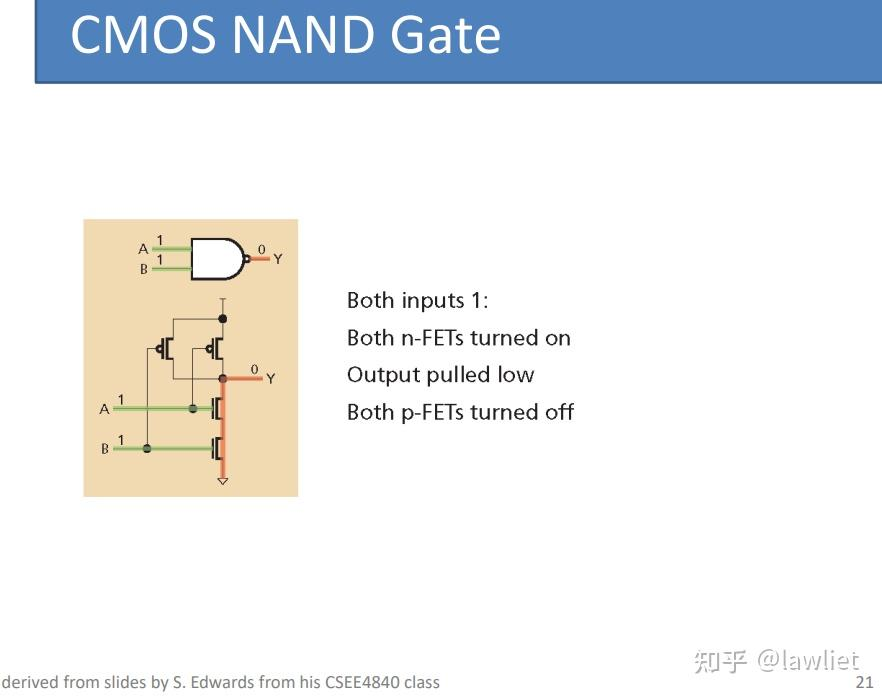 CMOS NAND Gate
A 1
B 1
0 Y
Both inputs 1:
Both n-FETs turned on
0 Y
Output pulled low
A 1
Both p-FETs turned off
B 1
知乎 @lawliet
derived from slides by S. Edwards from his CSEE4840 class
21